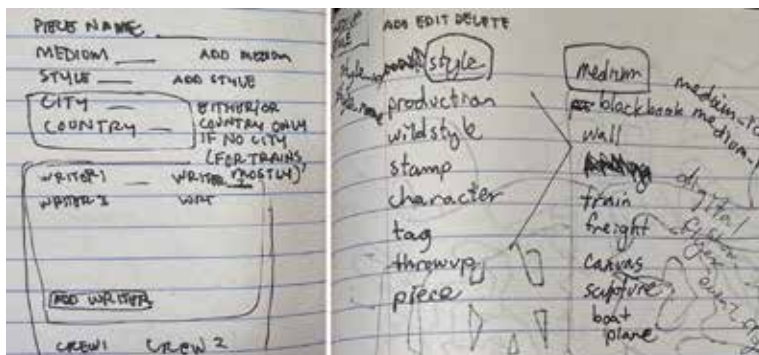 PIECE NAME
MEDIUM ADD MEDIUM
STYLE ADD STYLE
CITY
COUNTRY
EITHER/OR
COUNTRY ONLY
IF NO CITY
(FOR TRAINS
MOSTLY)
WRITER 1 WRITER 2
WRITER 3 WRT
ADD WRITER
CREW1 CREW 2
ADD EDIT DELETE
style
production
wildstyle
stamp
character
tag
throwup
piece
medium
blackbook
wall
train
freight
canvas
sculpture
boat
plane
digital